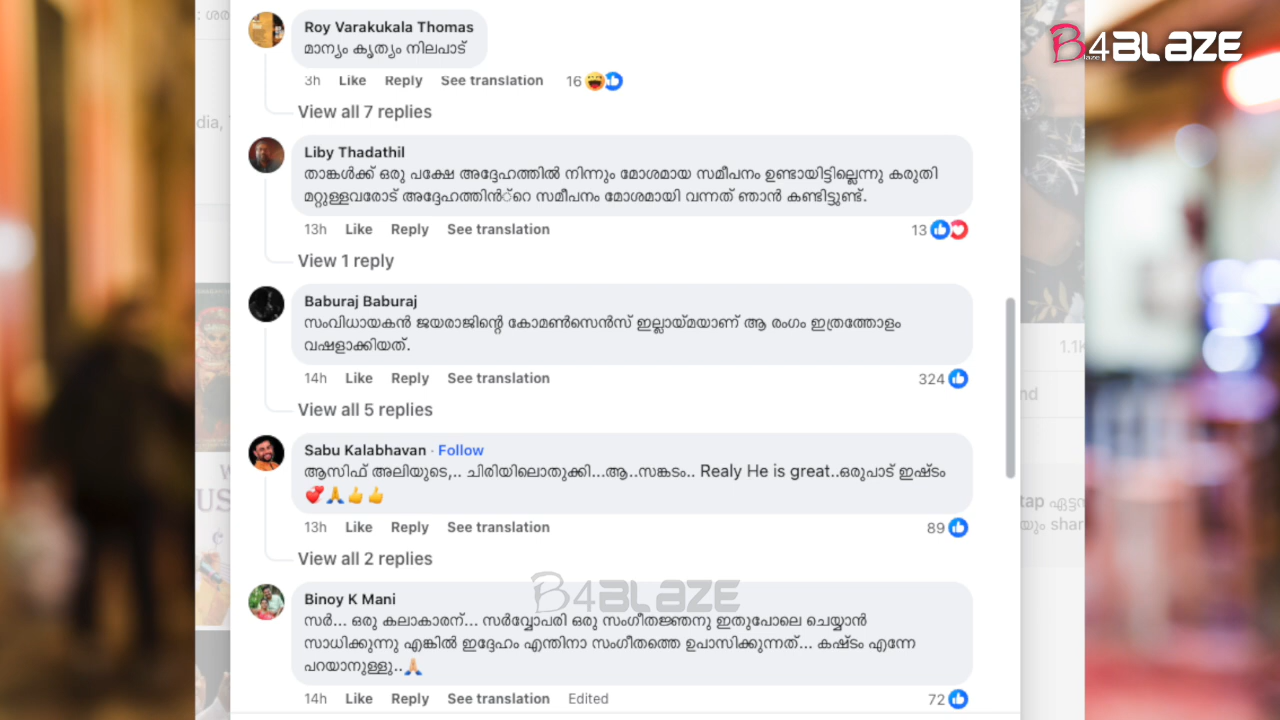 B4BLAZE
Roy Varakukala Thomas
മാന്യം കൃത്യം നിലപാട്
3h Like Reply See translation 16
View all 7 replies
Liby Thadathil
താങ്കൾക്ക് ഒരു പക്ഷേ അദ്ദേഹത്തിൽ നിന്നും മോശമായ സമീപനം ഉണ്ടായിട്ടില്ലെന്നു കരുതി
മറ്റുള്ളവരോട് അദ്ദേഹത്തിൻ്റെ സമീപനം മോശമായി വന്നത് ഞാൻ കണ്ടിട്ടുണ്ട്.
13h Like Reply See translation 13
View 1 reply
Baburaj Baburaj
സംവിധായകൻ ജയരാജിന്റെ കോമൺസെൻസ് ഇല്ലായ്മയാണ് ആ രംഗം ഇത്രത്തോളം
വഷളാക്കിയത്.
14h Like Reply See translation 324
View all 5 replies
Sabu Kalabhavan · Follow
ആസിഫ് അലിയുടെ,.. ചിരിയിലൊതുക്കി...ആ..സങ്കടം.. Realy He is great..ഒരുപാട് ഇഷ്ടം
💕🙏👍👍
13h Like Reply See translation 89
View all 2 replies
B4BLAZE
Binoy K Mani
സർ... ഒരു കലാകാരന്... സർവ്വോപരി ഒരു സംഗീതജ്ഞനു ഇതുപോലെ ചെയ്യാൻ
സാധിക്കുന്നു എങ്കിൽ ഇദ്ദേഹം എന്തിനാ സംഗീതത്തെ ഉപാസിക്കുന്നത്... കഷ്ടം എന്നേ
പറയാനുള്ളു..🙏🏻
14h Like Reply See translation Edited 72